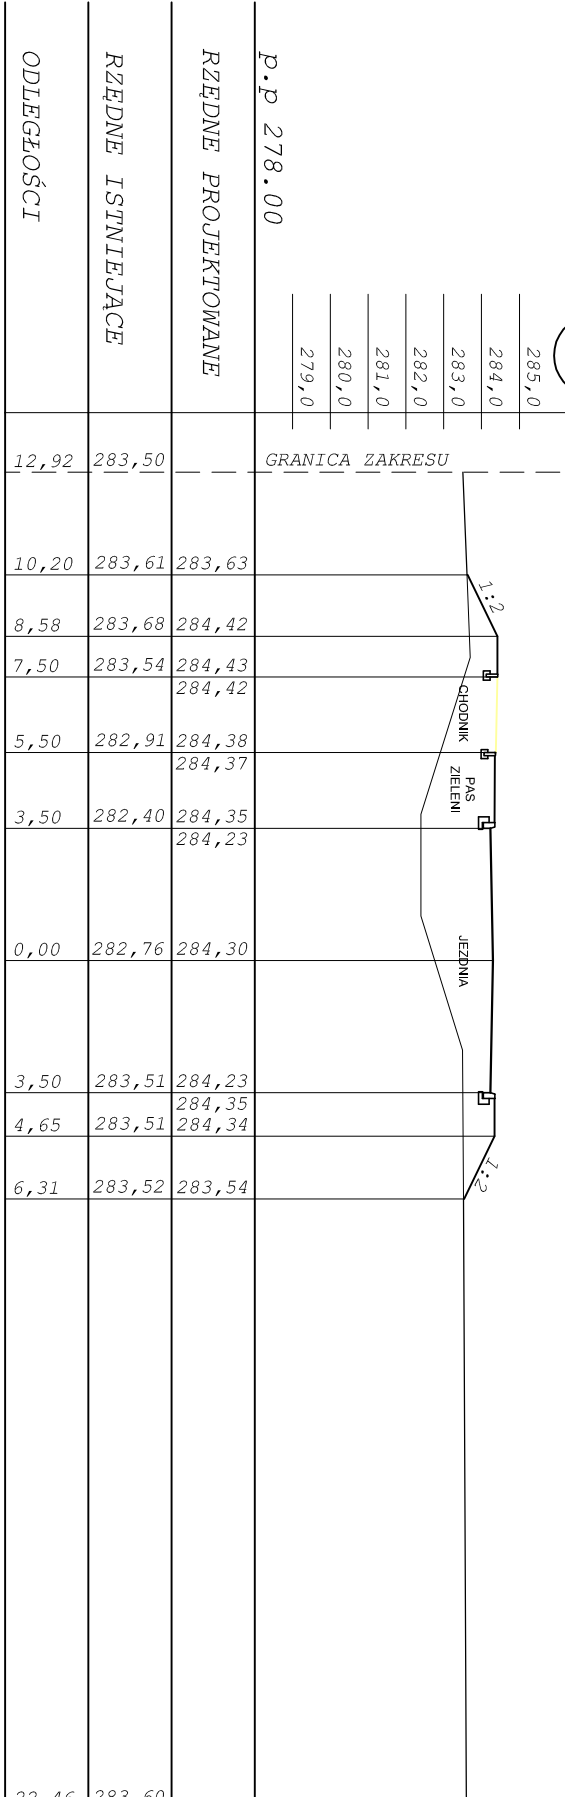 p.p 278.00
RZĘDNE PROJEKTOWANE
RZĘDNE ISTNIEJĄCE
ODLEGŁOŚCI
285,0
284,0
283,0
282,0
281,0
280,0
279,0
12,92 283,50 GRANICA ZAKRESU
10,20 283,61 283,63
1:2
8,58 283,68 284,42
7,50 283,54 284,43
284,42
CHODNIK
5,50 282,91 284,38
284,37
PAS
ZIELENI
3,50 282,40 284,35
284,23
0,00 282,76 284,30
JEZDNIA
3,50 283,51 284,23
284,35
4,65 283,51 284,34
1:2
6,31 283,52 283,54